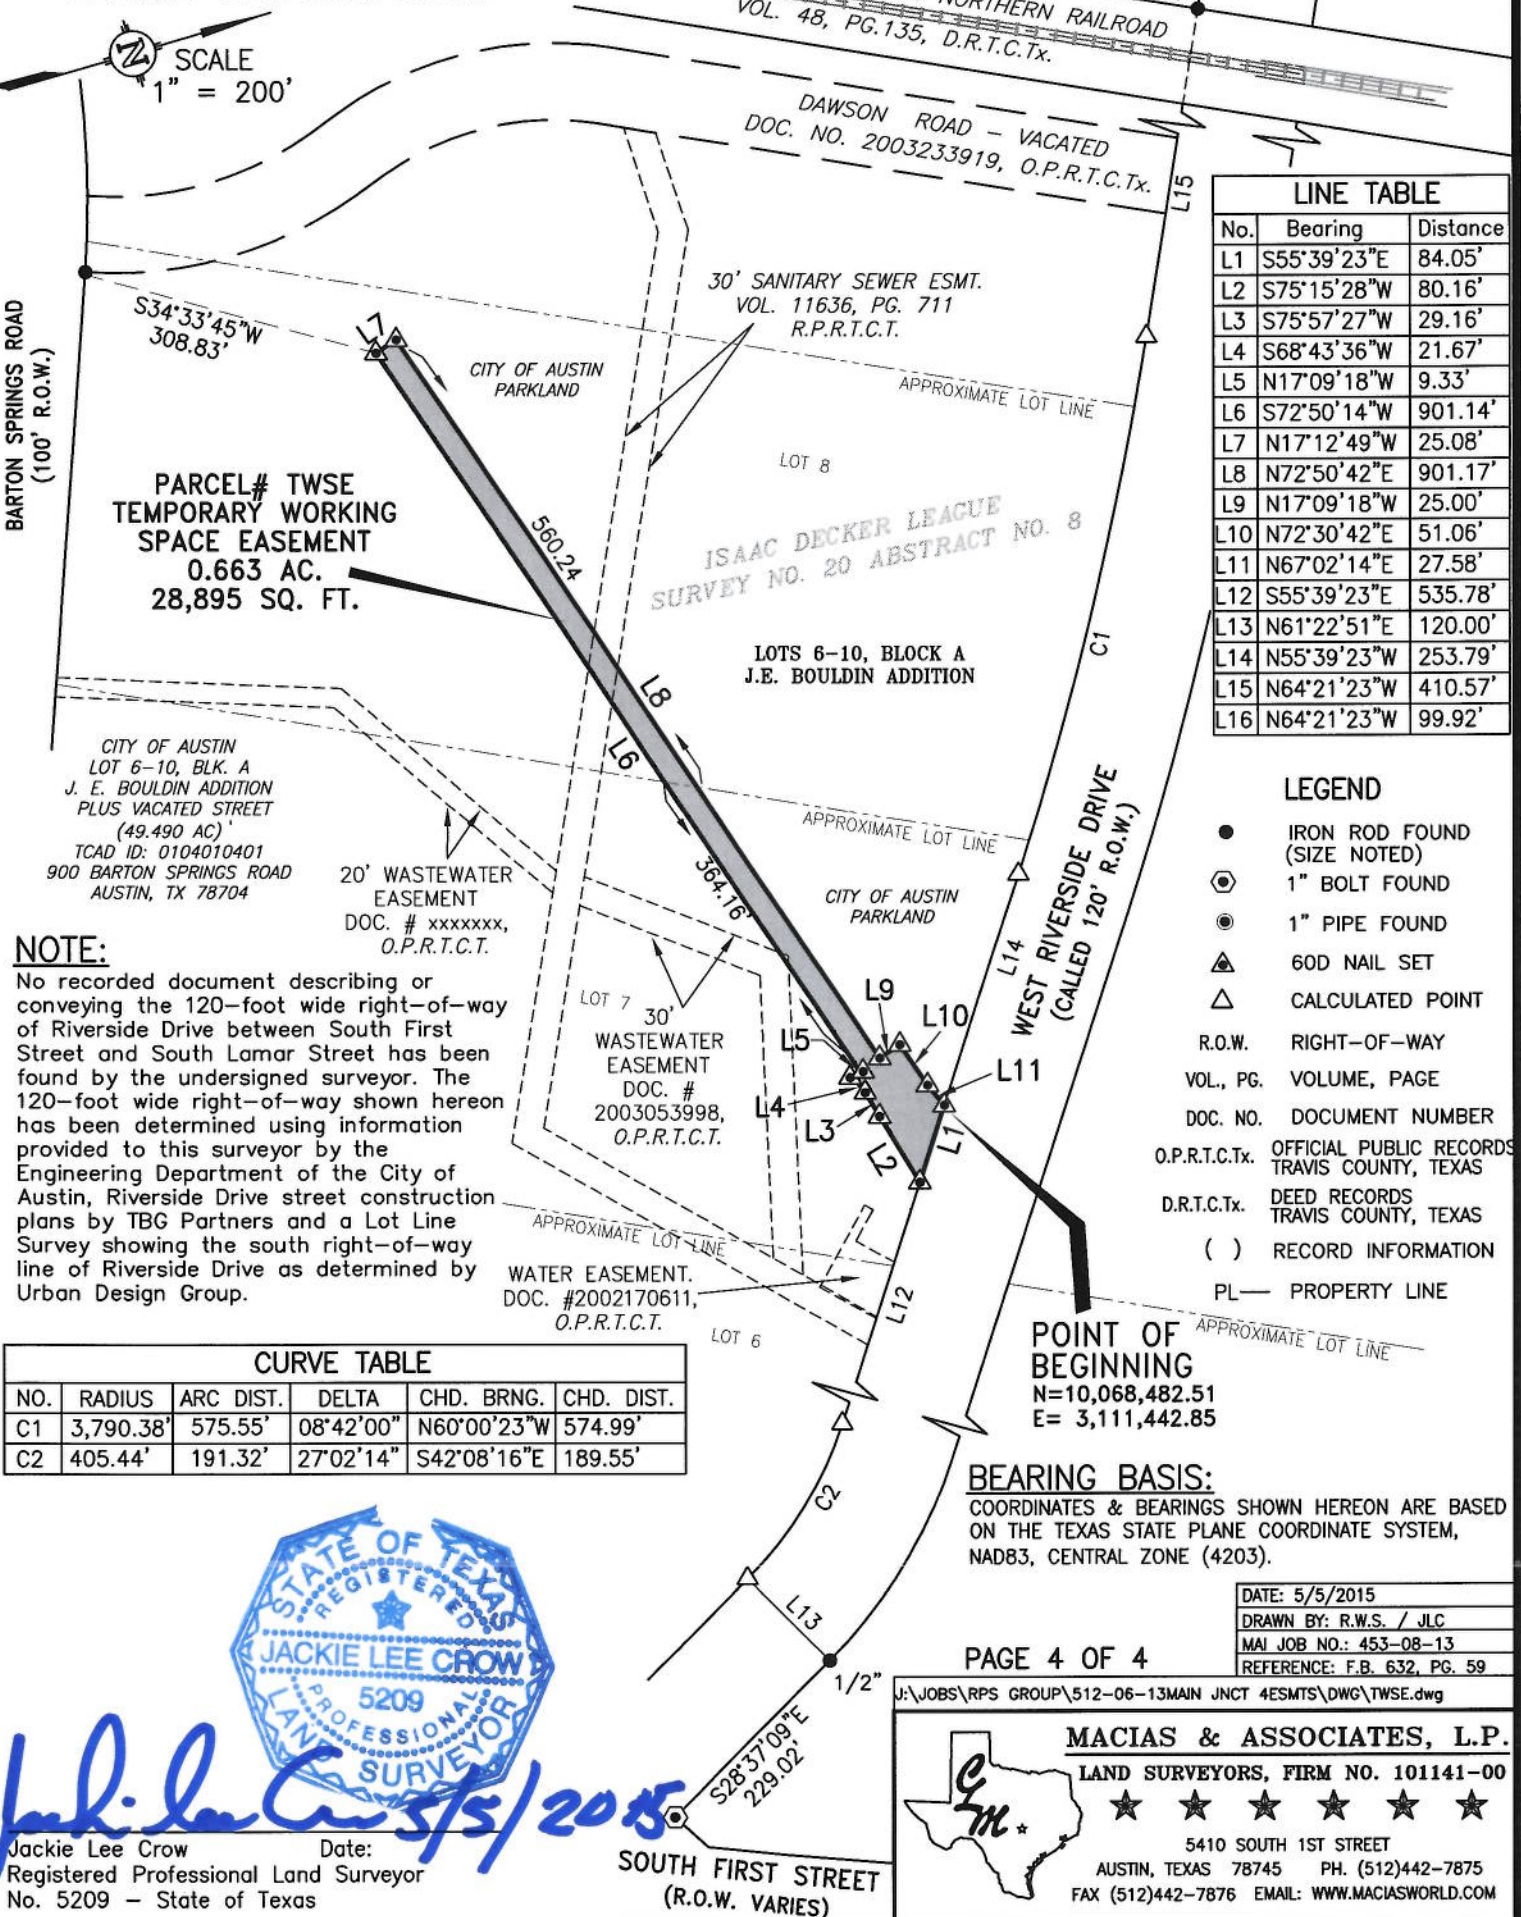 NORTHERN RAILROAD
VOL. 48, PG.135, D.R.T.C.Tx.
N
SCALE
1" = 200'
DAWSON ROAD – VACATED
DOC. NO. 2003233919, O.P.R.T.C.Tx.
L15
LINE TABLE
No. Bearing Distance
L1 S55°39'23"E 84.05'
L2 S75°15'28"W 80.16'
L3 S75°57'27"W 29.16'
L4 S68°43'36"W 21.67'
L5 N17°09'18"W 9.33'
L6 S72°50'14"W 901.14'
L7 N17°12'49"W 25.08'
L8 N72°50'42"E 901.17'
L9 N17°09'18"W 25.00'
L10 N72°30'42"E 51.06'
L11 N67°02'14"E 27.58'
L12 S55°39'23"E 535.78'
L13 N61°22'51"E 120.00'
L14 N55°39'23"W 253.79'
L15 N64°21'23"W 410.57'
L16 N64°21'23"W 99.92'
BARTON SPRINGS ROAD
(100' R.O.W.)
S34°33'45"W
308.83'
L7
30' SANITARY SEWER ESMT.
VOL. 11636, PG. 711
R.P.R.T.C.T.
CITY OF AUSTIN
PARKLAND
APPROXIMATE LOT LINE
LOT 8
PARCEL# TWSE
TEMPORARY WORKING
SPACE EASEMENT
0.663 AC.
28,895 SQ. FT.
560.24
ISAAC DECKER LEAGUE
SURVEY NO. 20 ABSTRACT NO. 8
C1
LOTS 6-10, BLOCK A
J.E. BOULDIN ADDITION
L8
L6
CITY OF AUSTIN
LOT 6-10, BLK. A
J. E. BOULDIN ADDITION
PLUS VACATED STREET
(49.490 AC)
TCAD ID: 0104010401
900 BARTON SPRINGS ROAD
AUSTIN, TX 78704
APPROXIMATE LOT LINE
WEST RIVERSIDE DRIVE
(CALLED 120' R.O.W.)
20' WASTEWATER
EASEMENT
DOC. # xxxxxxx,
O.P.R.T.C.T.
364.16'
CITY OF AUSTIN
PARKLAND
L14
LEGEND
IRON ROD FOUND
(SIZE NOTED)
1" BOLT FOUND
1" PIPE FOUND
60D NAIL SET
CALCULATED POINT
R.O.W. RIGHT-OF-WAY
VOL., PG. VOLUME, PAGE
DOC. NO. DOCUMENT NUMBER
O.P.R.T.C.Tx. OFFICIAL PUBLIC RECORDS
TRAVIS COUNTY, TEXAS
D.R.T.C.Tx. DEED RECORDS
TRAVIS COUNTY, TEXAS
( ) RECORD INFORMATION
PL— PROPERTY LINE
NOTE:
No recorded document describing or
conveying the 120-foot wide right-of-way
of Riverside Drive between South First
Street and South Lamar Street has been
found by the undersigned surveyor. The
120-foot wide right-of-way shown hereon
has been determined using information
provided to this surveyor by the
Engineering Department of the City of
Austin, Riverside Drive street construction
plans by TBG Partners and a Lot Line
Survey showing the south right-of-way
line of Riverside Drive as determined by
Urban Design Group.
LOT 7
30'
WASTEWATER
EASEMENT
DOC. #
2003053998,
O.P.R.T.C.T.
L9
L10
L5
L11
L4
L3
L1
L2
APPROXIMATE LOT LINE
WATER EASEMENT.
DOC. #2002170611,
O.P.R.T.C.T.
L12
LOT 6
POINT OF
BEGINNING
N=10,068,482.51
E= 3,111,442.85
APPROXIMATE LOT LINE
CURVE TABLE
NO. RADIUS ARC DIST. DELTA CHD. BRNG. CHD. DIST.
C1 3,790.38' 575.55' 08°42'00" N60°00'23"W 574.99'
C2 405.44' 191.32' 27°02'14" S42°08'16"E 189.55'
C2
BEARING BASIS:
COORDINATES & BEARINGS SHOWN HEREON ARE BASED
ON THE TEXAS STATE PLANE COORDINATE SYSTEM,
NAD83, CENTRAL ZONE (4203).
STATE OF TEXAS
REGISTERED
JACKIE LEE CROW
5209
PROFESSIONAL
LAND SURVEYOR
L13
1/2"
S28°37'09"E
229.02'
PAGE 4 OF 4
DATE: 5/5/2015
DRAWN BY: R.W.S. / JLC
MAI JOB NO.: 453-08-13
REFERENCE: F.B. 632, PG. 59
J:\JOBS\RPS GROUP\512-06-13MAIN JNCT 4ESMTS\DWG\TWSE.dwg
MACIAS & ASSOCIATES, L.P.
LAND SURVEYORS, FIRM NO. 101141-00
5410 SOUTH 1ST STREET
AUSTIN, TEXAS 78745 PH. (512)442-7875
FAX (512)442-7876 EMAIL: WWW.MACIASWORLD.COM
5/5/2015
Jackie Lee Crow Date:
Registered Professional Land Surveyor
No. 5209 – State of Texas
SOUTH FIRST STREET
(R.O.W. VARIES)